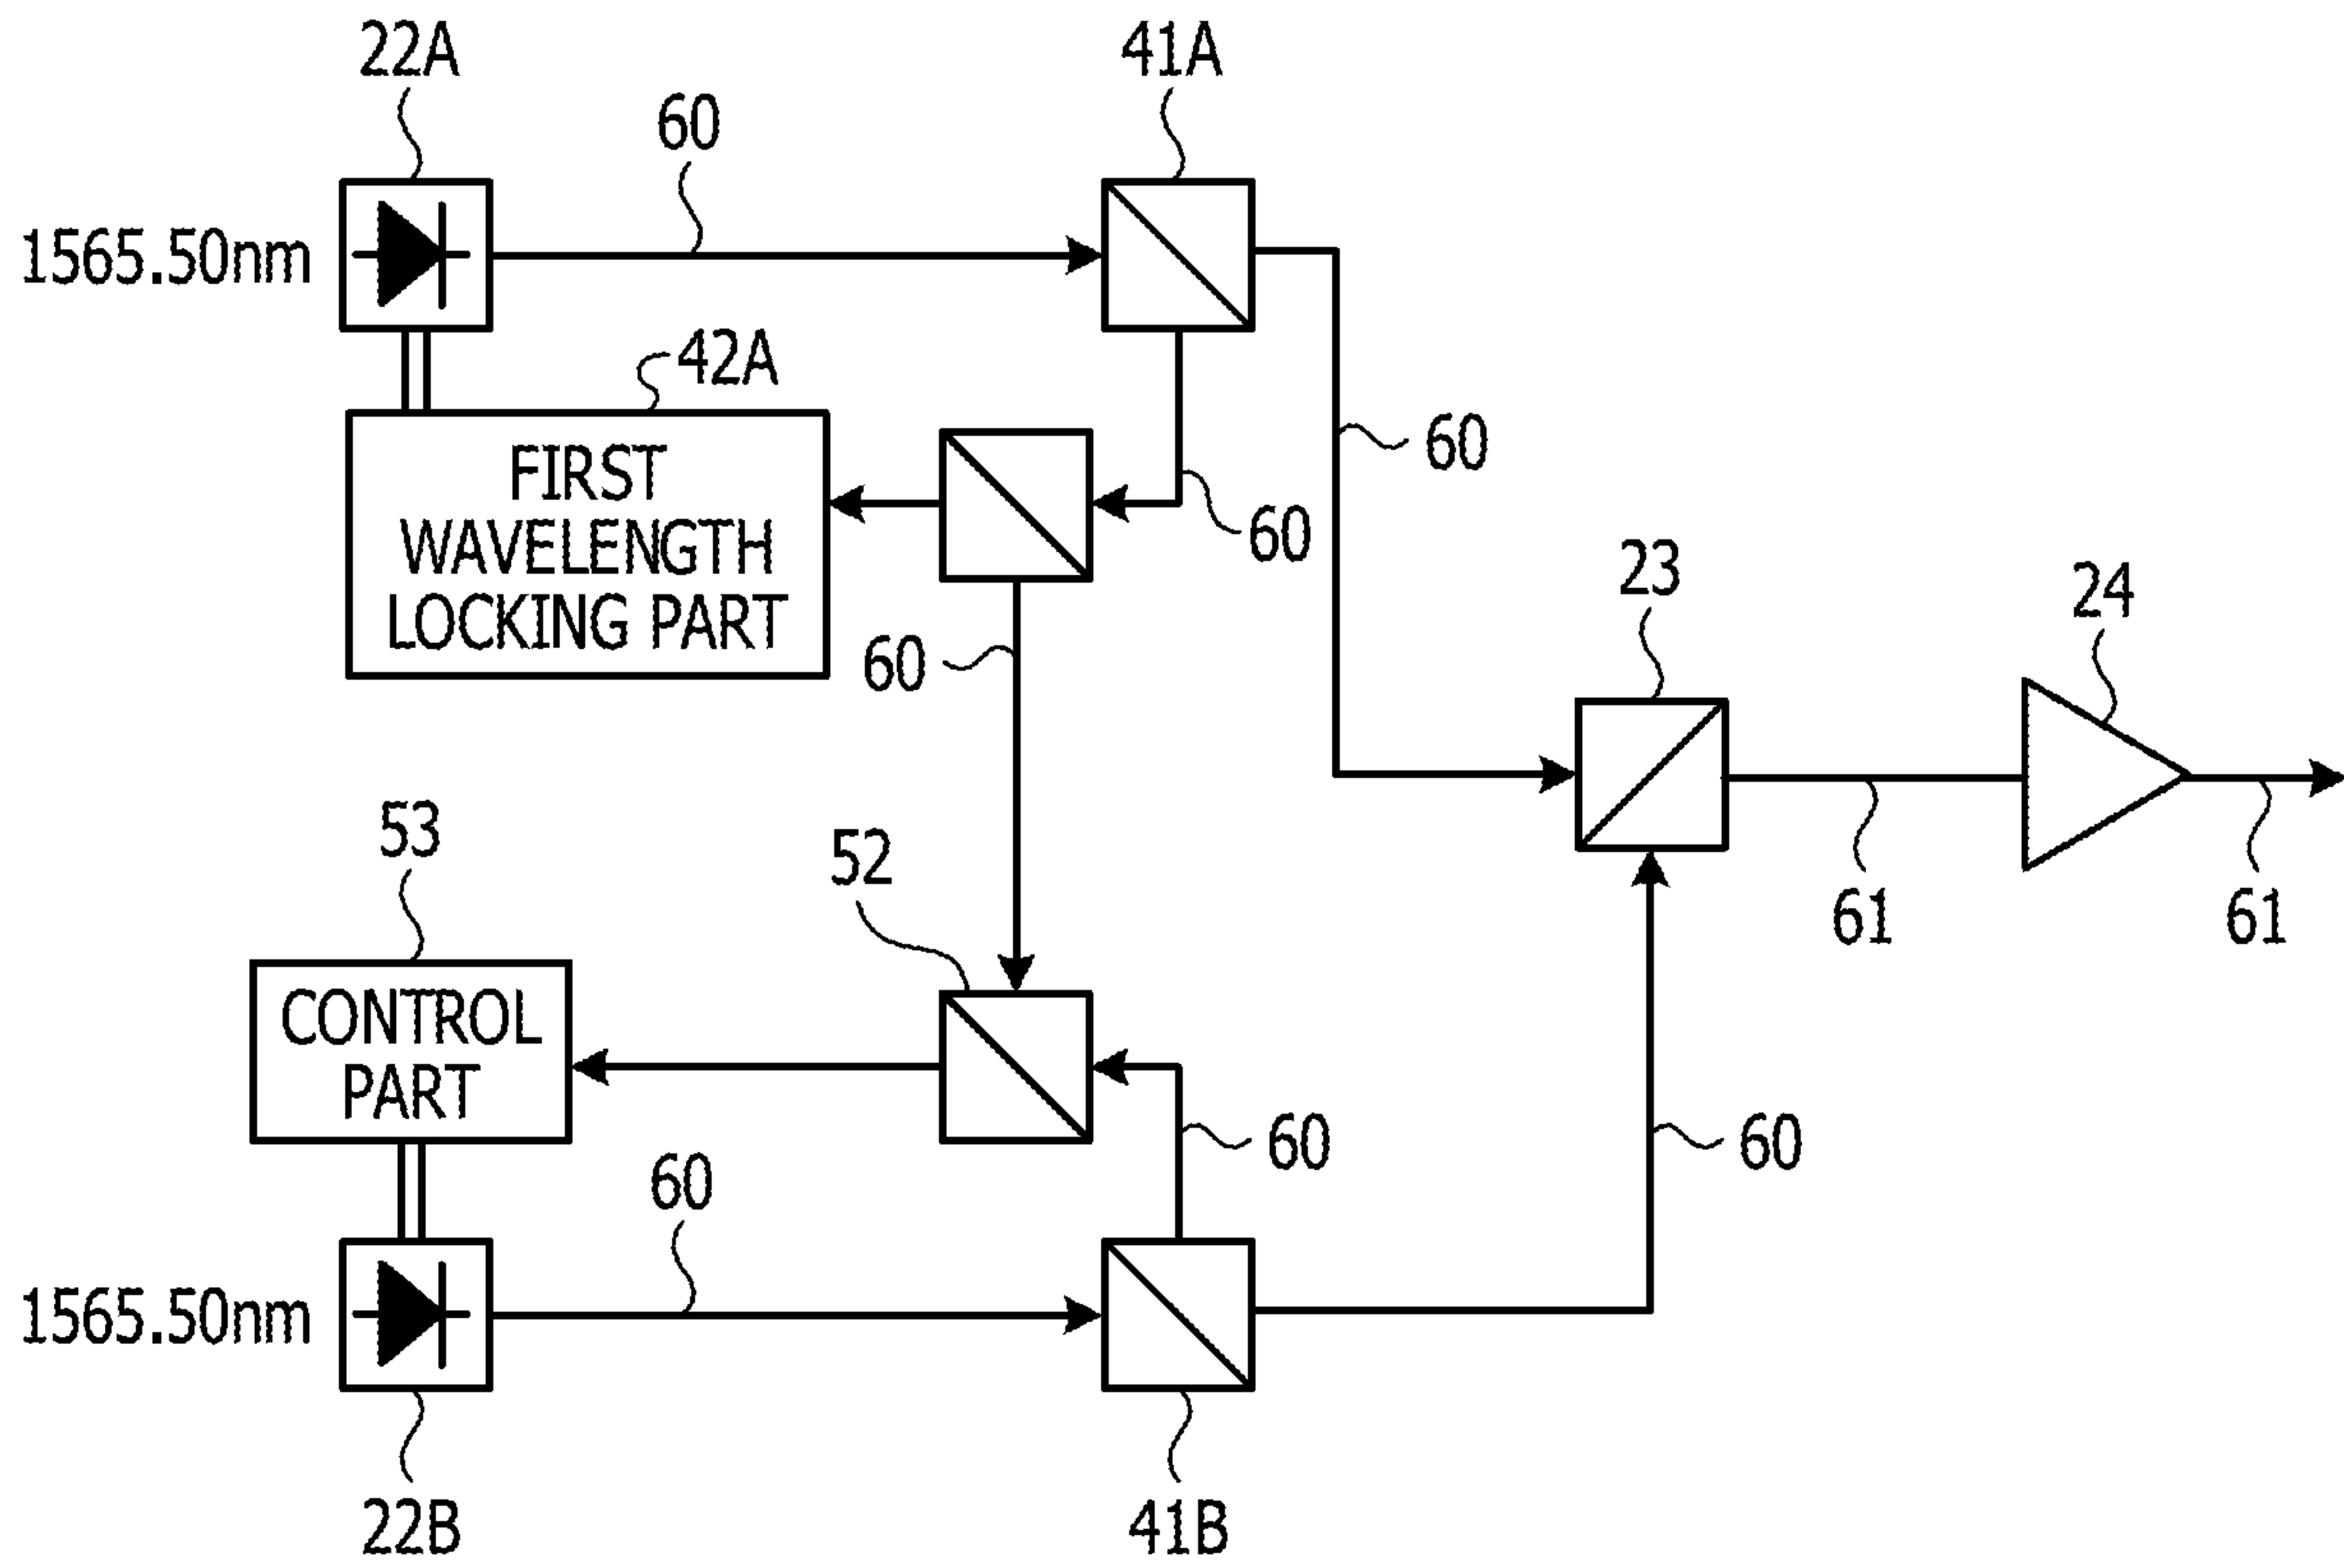 22A
41A
60
1565.50nm
42A
FIRST
WAVELENGTH
LOCKING PART
60
60
23
24
60
53
52
61
61
CONTROL
PART
60
60
60
1565.50nm
22B
41B